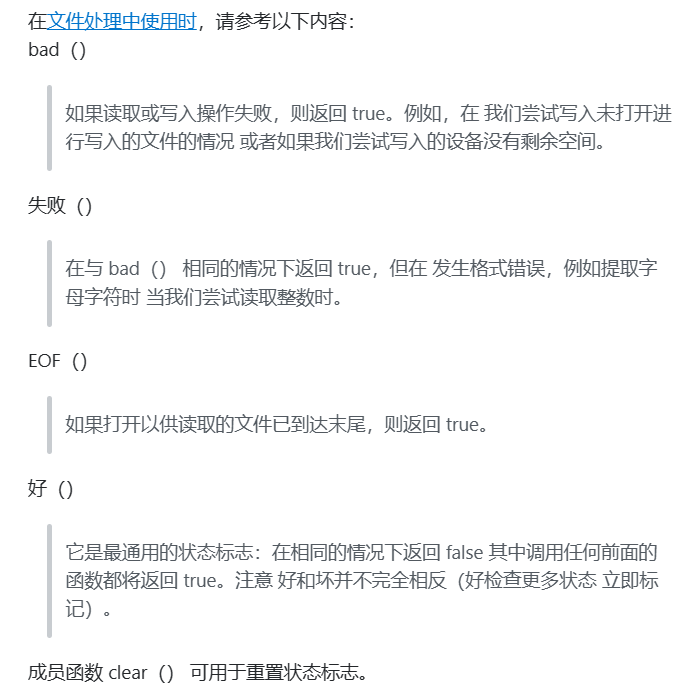 在文件处理中使用时，请参考以下内容：
bad（）
如果读取或写入操作失败，则返回 true。例如，在 我们尝试写入未打开进
行写入的文件的情况 或者如果我们尝试写入的设备没有剩余空间。
失败（）
在与 bad（） 相同的情况下返回 true，但在 发生格式错误，例如提取字
母字符时 当我们尝试读取整数时。
EOF（）
如果打开以供读取的文件已到达末尾，则返回 true。
好（）
它是最通用的状态标志：在相同的情况下返回 false 其中调用任何前面的
函数都将返回 true。注意 好和坏并不完全相反（好检查更多状态 立即标
记）。
成员函数 clear（） 可用于重置状态标志。